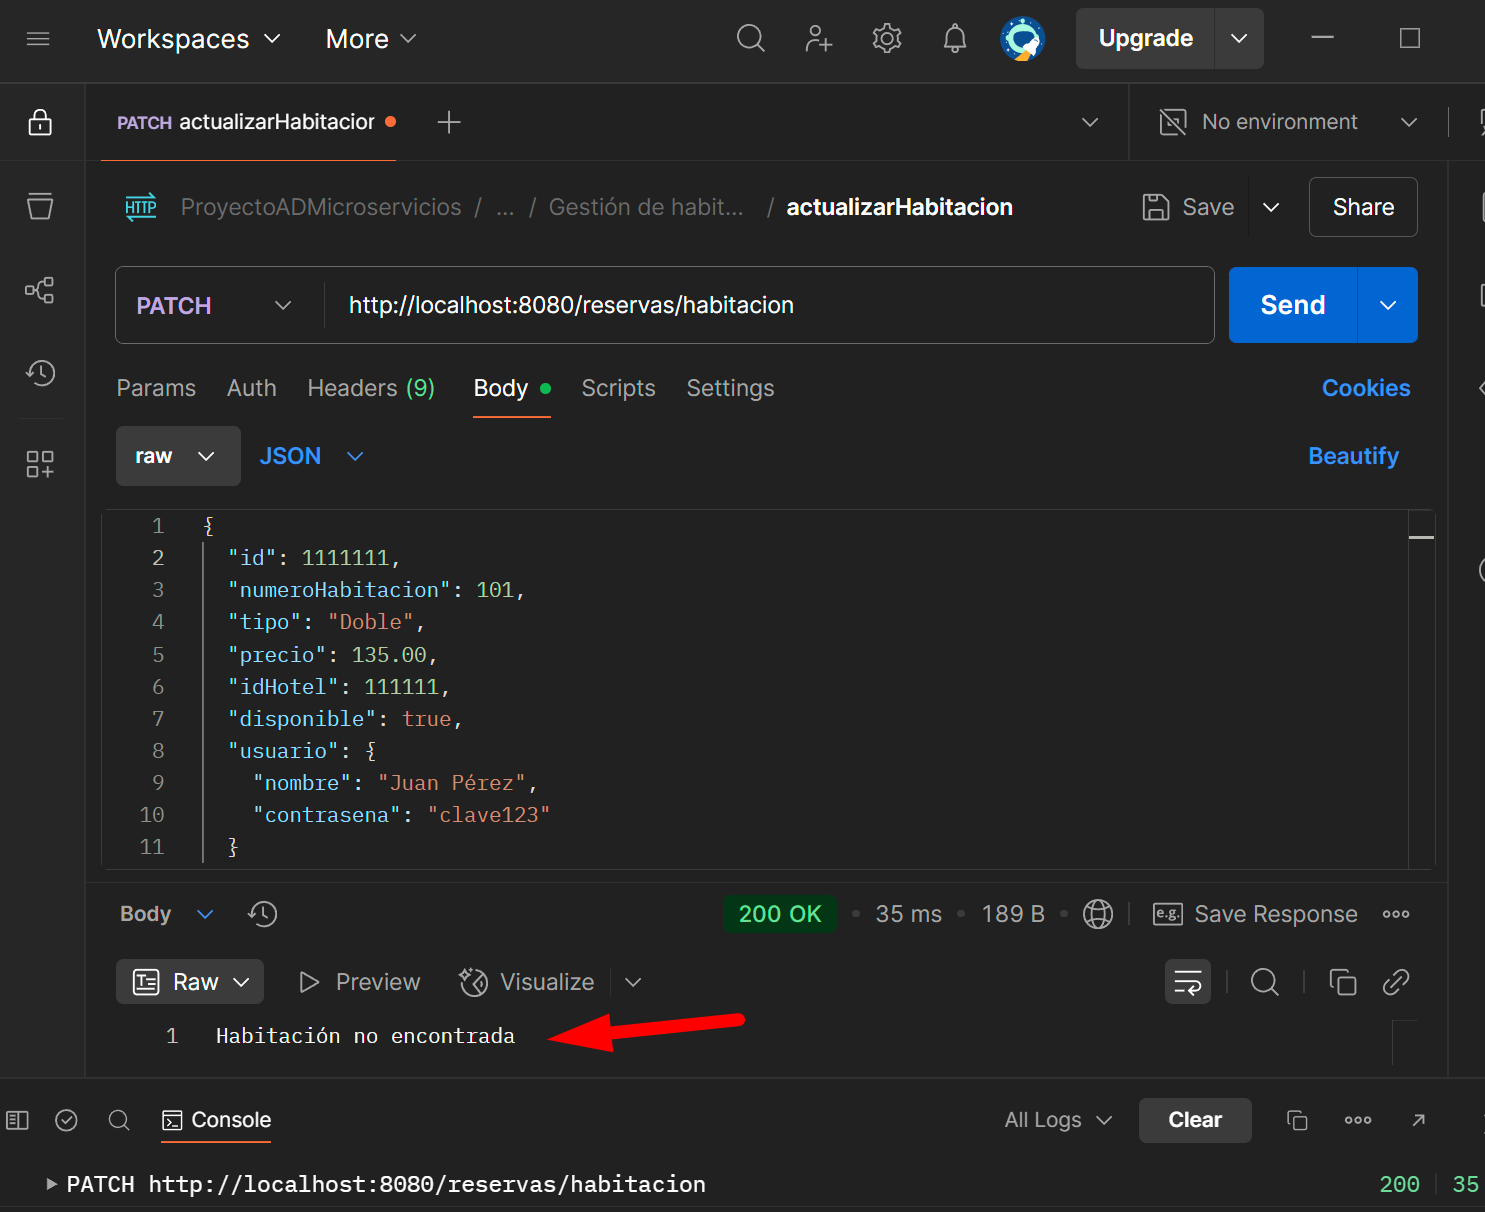 Workspaces More Upgrade
PATCH actualizarHabitacior No environment
HTTP ProyectoADMicroservicios / ... / Gestión de habit... / actualizarHabitacion Save Share
PATCH http://localhost:8080/reservas/habitacion Send
Params Auth Headers (9) Body Scripts Settings Cookies
raw JSON Beautify
1 {
2 "id": 1111111,
3 "numeroHabitacion": 101,
4 "tipo": "Doble",
5 "precio": 135.00,
6 "idHotel": 111111,
7 "disponible": true,
8 "usuario": {
9 "nombre": "Juan Pérez",
10 "contrasena": "clave123"
11 }
Body 200 OK • 35 ms • 189 B • e.g. Save Response
Raw Preview Visualize
1 Habitación no encontrada
Console All Logs Clear
PATCH http://localhost:8080/reservas/habitacion 200 35